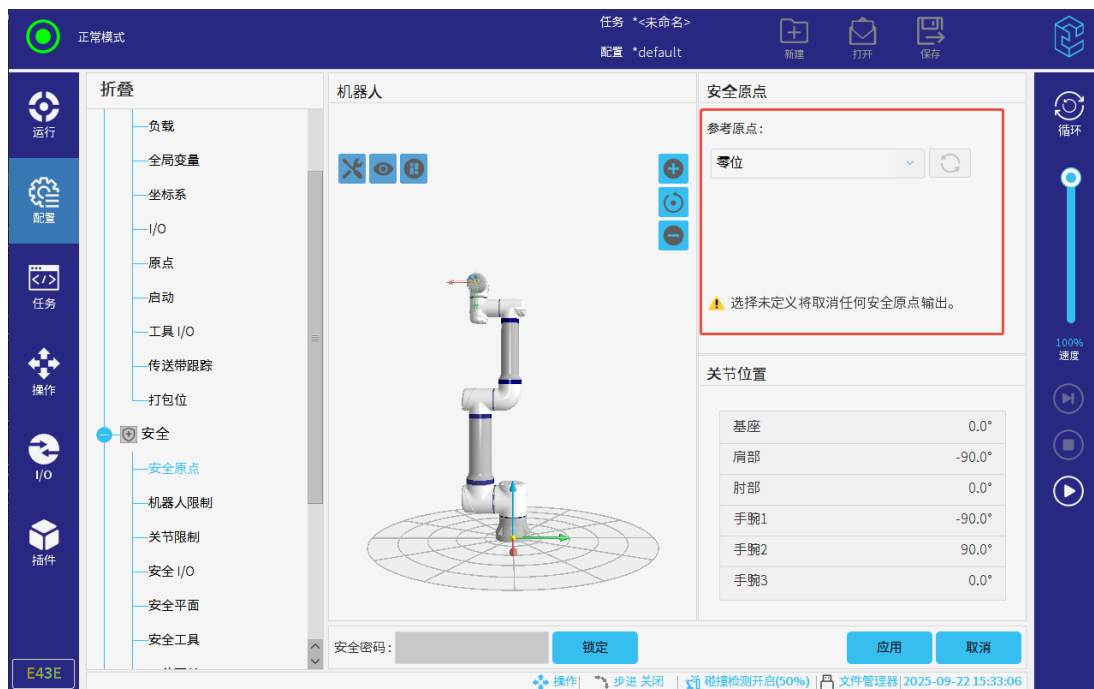 正常模式
任务 *<未命名>
配置 *default
新建
打开
保存
运行
配置
任务
操作
I/O
插件
E43E
折叠
负载
全局变量
坐标系
I/O
原点
启动
工具 I/O
传送带跟踪
打包位
安全
安全原点
机器人限制
关节限制
安全 I/O
安全平面
安全工具
机器人
安全原点
参考原点:
零位
选择未定义将取消任何安全原点输出。
关节位置
基座 0.0°
肩部 -90.0°
肘部 0.0°
手腕1 -90.0°
手腕2 90.0°
手腕3 0.0°
安全密码: 锁定 应用 取消
操作| 步进 关闭 | 碰撞检测开启(50%) | 文件管理器| 2025-09-22 15:33:06
循环
100%
速度